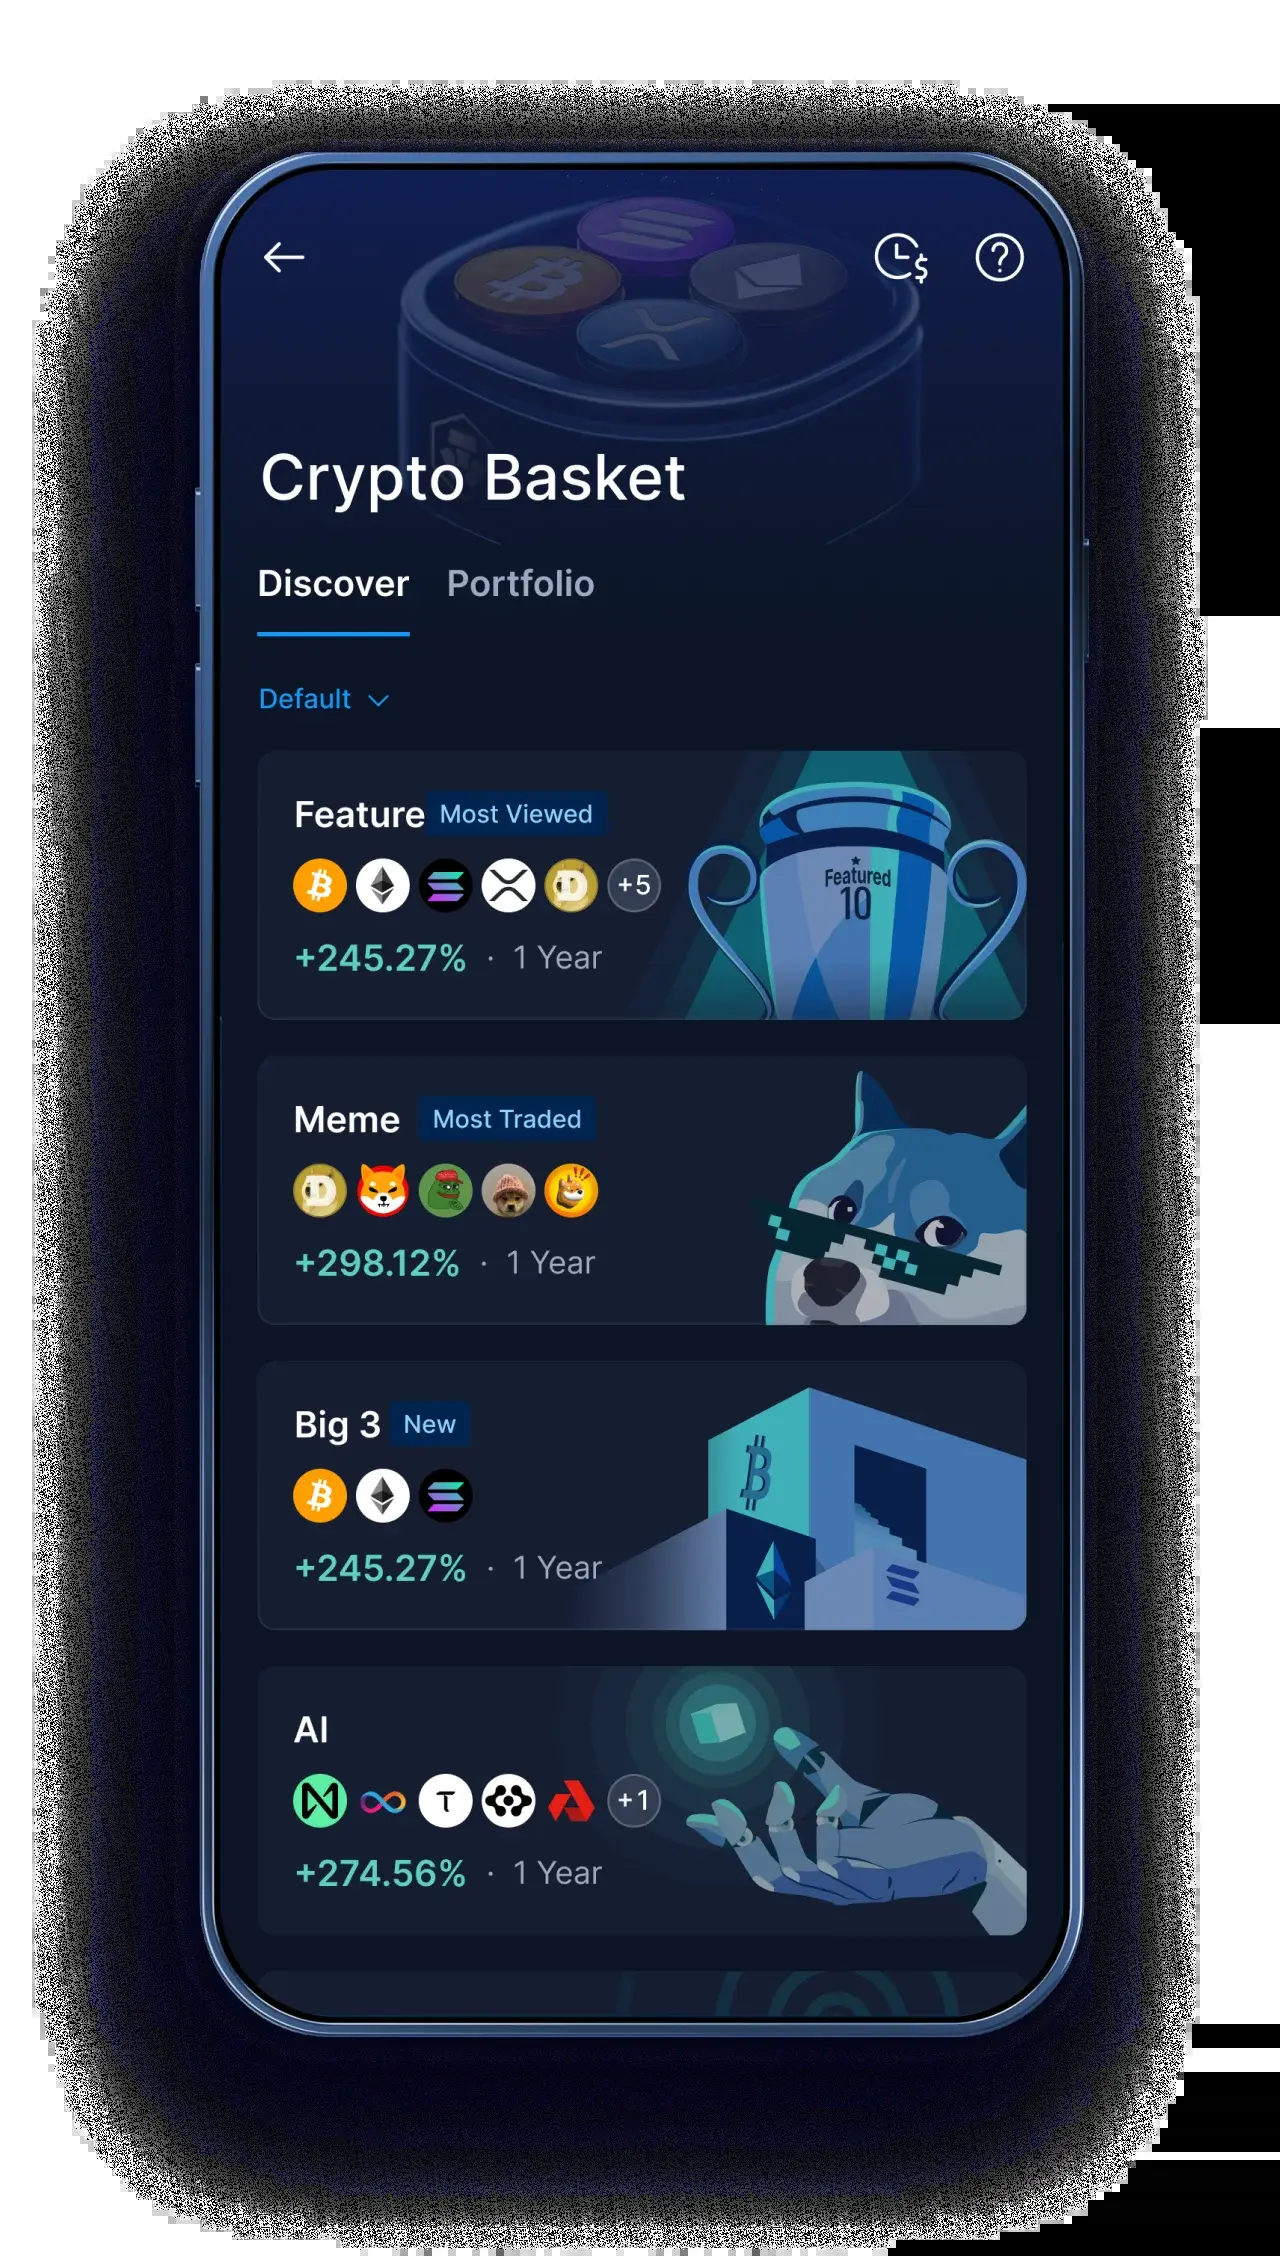 Crypto Basket
Discover Portfolio
Default
Feature Most Viewed
+5
+245.27% · 1 Year
Featured
10
Meme Most Traded
+298.12% · 1 Year
Big 3 New
+245.27% · 1 Year
AI
+1
+274.56% · 1 Year